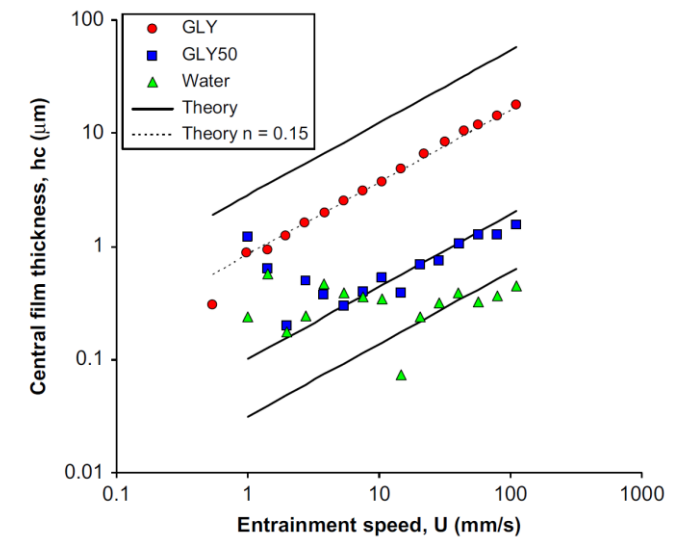 100
GLY
GLY50
Water
Theory
Theory n = 0.15
10
1
0.1
0.01
Central film thickness, hc (μm)
0.1 1 10 100 1000
Entrainment speed, U (mm/s)